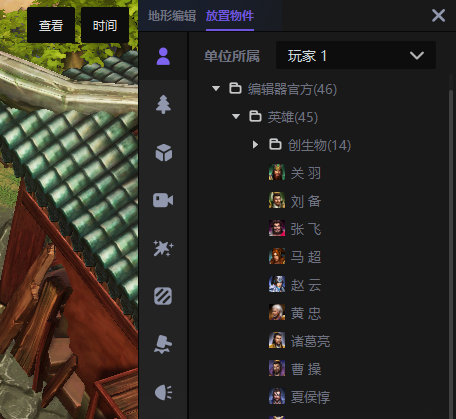 查看 时间
地形编辑 放置物件
单位所属 玩家 1
编辑器官方(46)
英雄(45)
创生物(14)
关 羽
刘 备
张 飞
马 超
赵 云
黄 忠
诸葛亮
曹 操
夏侯惇